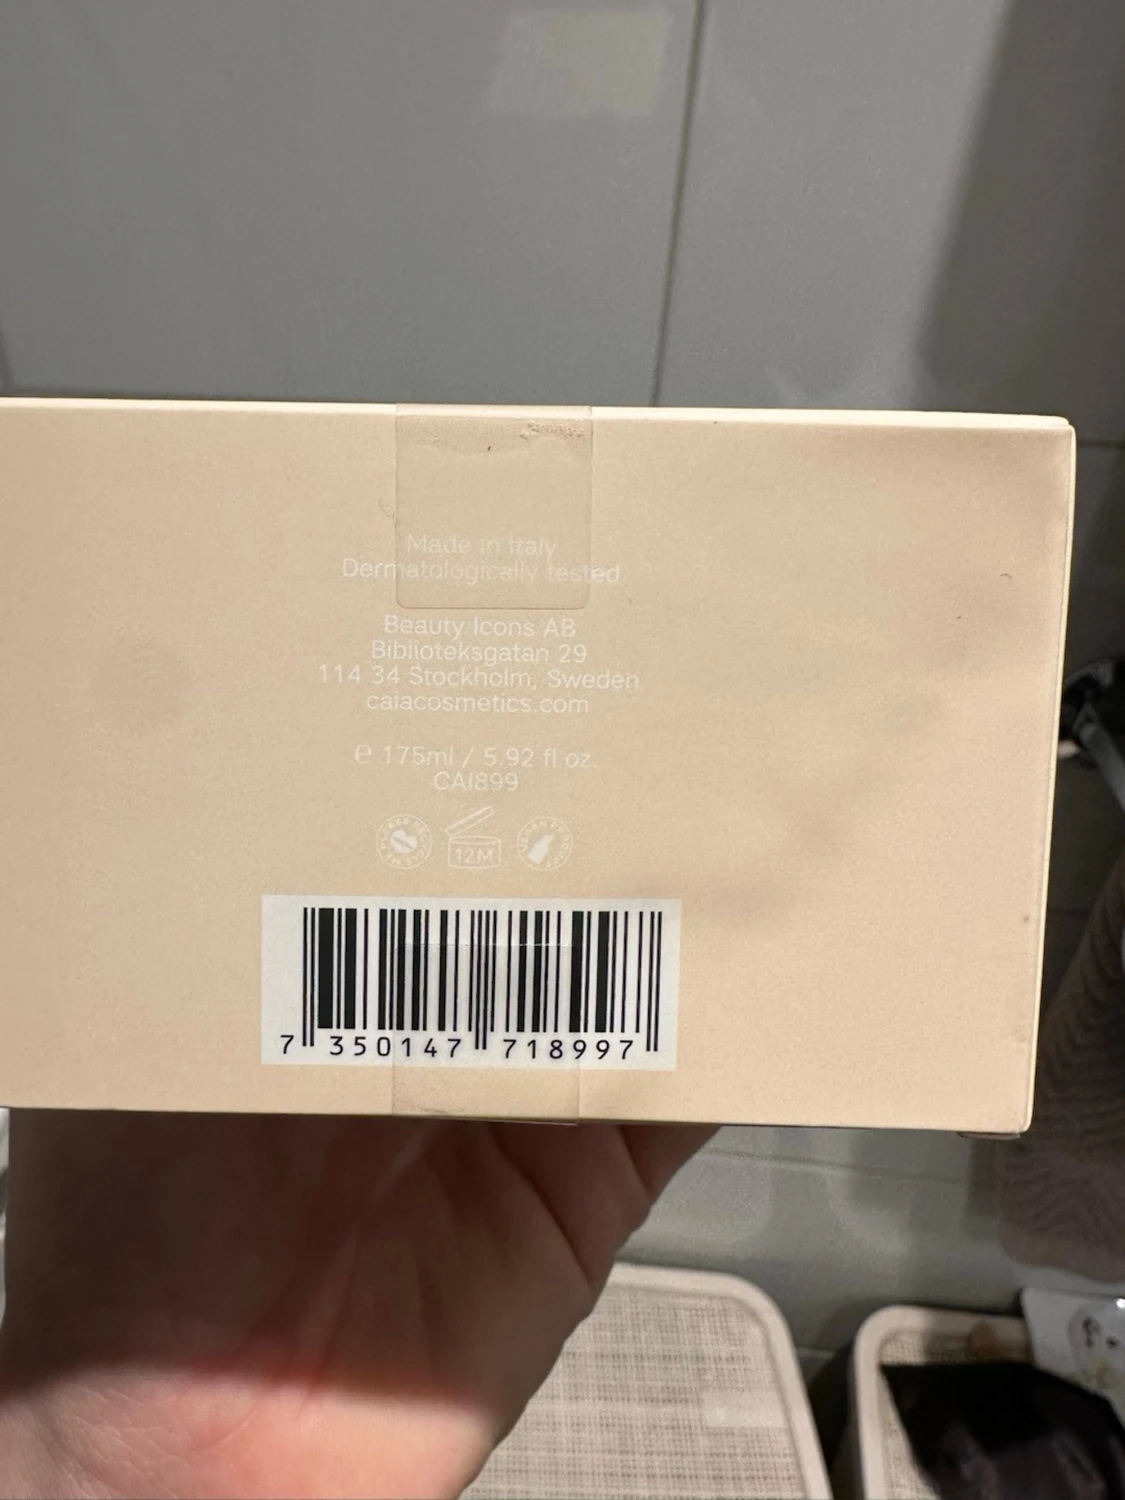 Made in Italy
Dermatologically tested
Beauty Icons AB
Biblioteksgatan 29
114 34 Stockholm, Sweden
caiacosmetics.com
℮ 175ml / 5.92 fl oz.
CAI899
12M
7 350147 718997